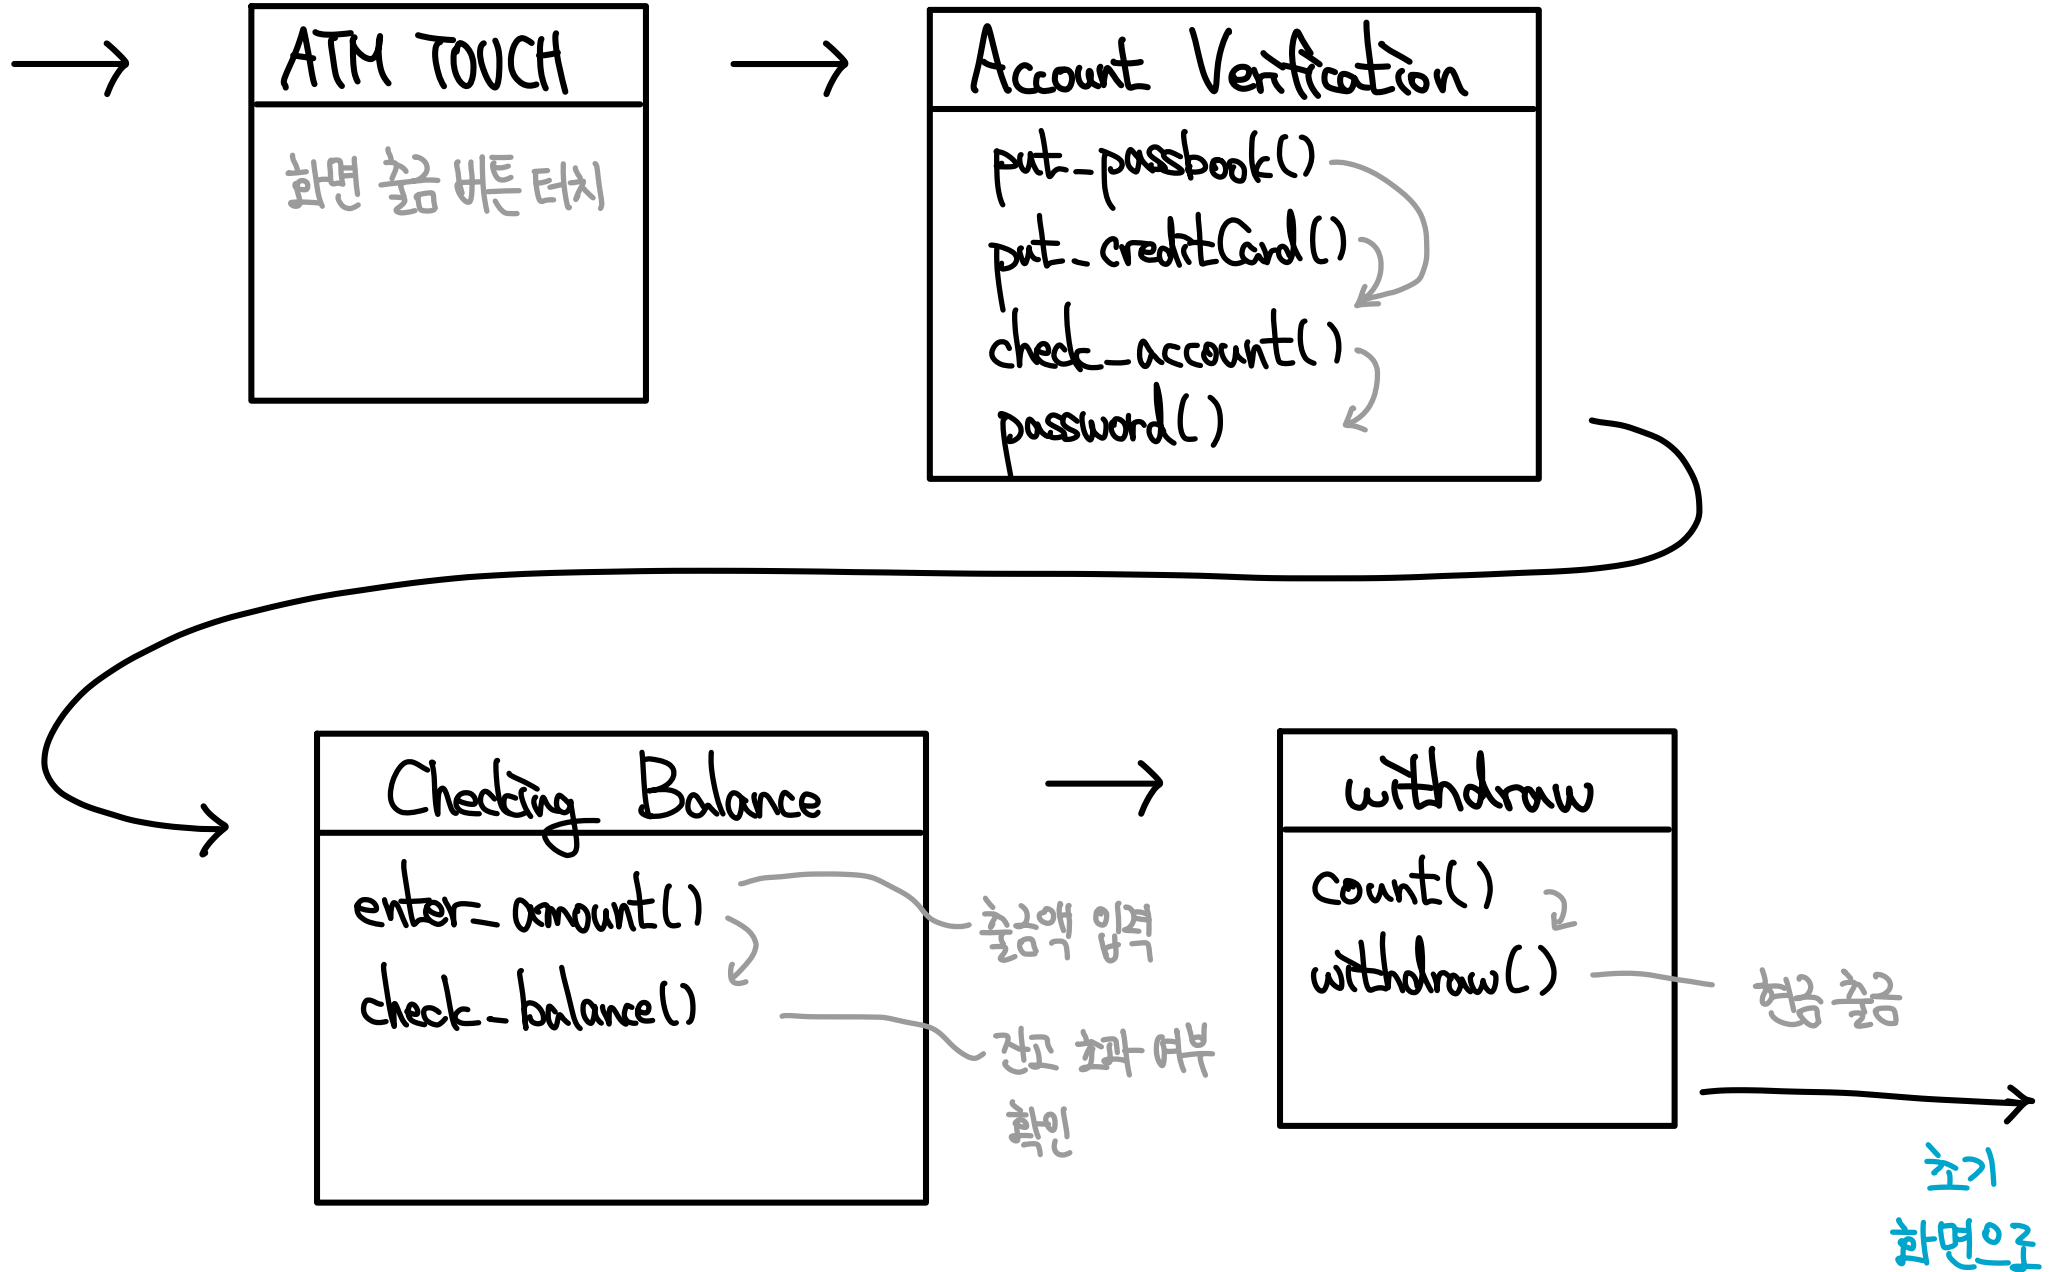 ATM TOUCH
화면 출금 버튼 터치
Account Verification
put_passbook()
put_creditCard()
check_account()
password()
Checking Balance
enter_amount()
출금액 입력
check_balance()
잔고 초과 여부
확인
withdraw
count()
withdraw()
현금 출금
초기
화면으로